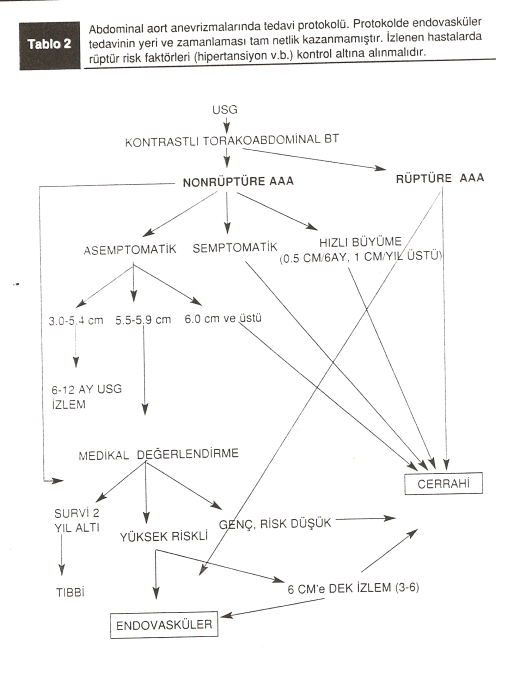 Tablo 2
Abdominal aort anevrizmalarında tedavi protokolü. Protokolde endovasküler
tedavinin yeri ve zamanlaması tam netlik kazanmamıştır. İzlenen hastalarda
rüptür risk faktörleri (hipertansiyon v.b.) kontrol altına alınmalıdır.
USG
KONTRASTLI TORAKOABDOMINAL BT
NONRÜPTÜRE AAA
RÜPTÜRE AAA
ASEMPTOMATİK
SEMPTOMATİK
HIZLI BÜYÜME
(0.5 CM/6AY, 1 CM/YIL ÜSTÜ)
3.0-5.4 cm
5.5-5.9 cm
6.0 cm ve üstü
6-12 AY USG
İZLEM
MEDİKAL DEĞERLENDİRME
CERRAHİ
SURVİ 2
YIL ALTI
YÜKSEK RİSKLİ
GENÇ, RİSK DÜŞÜK
TIBBİ
6 CM'e DEK İZLEM (3-6)
ENDOVASKÜLER